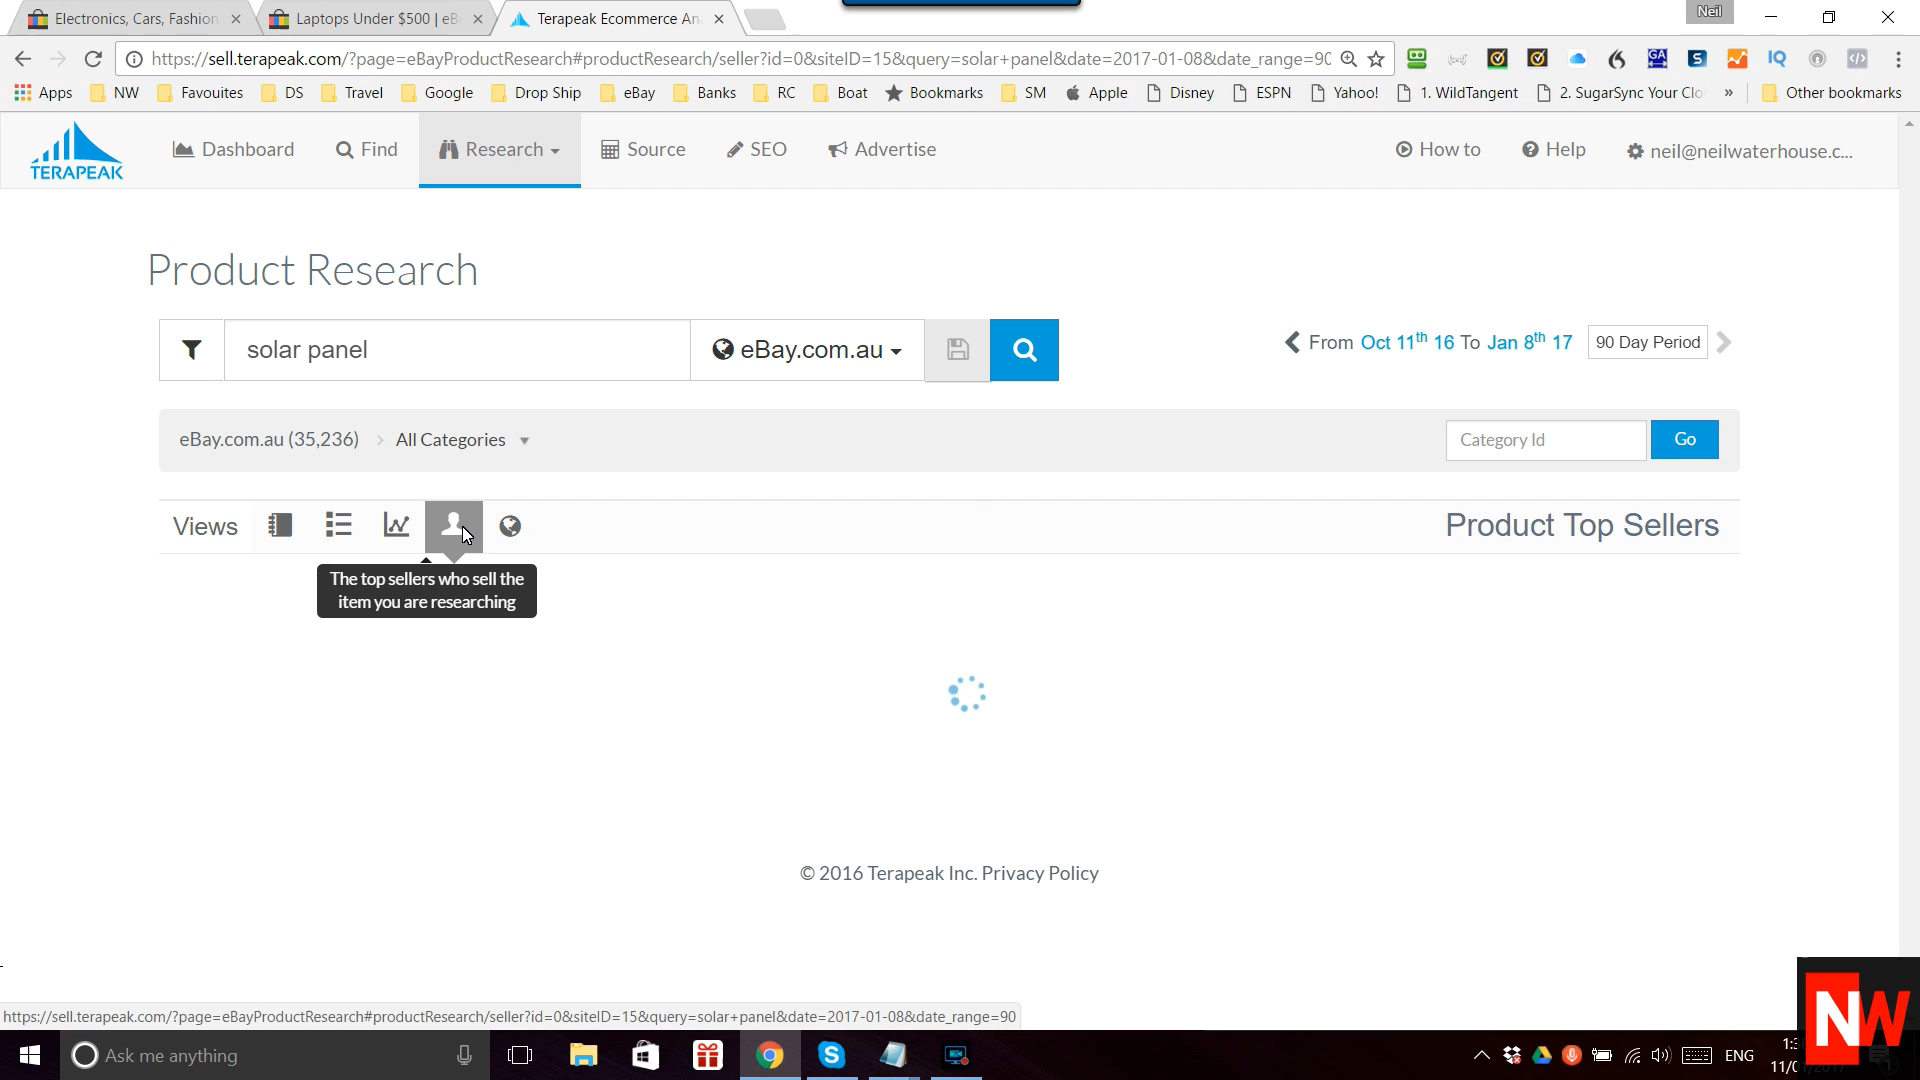 Electronics, Cars, Fashion
Laptops Under $500 | eB
Terapeak Ecommerce An
Neil
https://sell.terapeak.com/?page=eBayProductResearch#productResearch/seller?id=0&siteID=15&query=solar+panel&date=2017-01-08&date_range=90
Apps NW Favouites DS Travel Google Drop Ship eBay Banks RC Boat Bookmarks SM Apple Disney ESPN Yahoo! 1. WildTangent 2. SugarSync Your Clo » Other bookmarks
TERAPEAK
Dashboard Find Research Source SEO Advertise How to Help neil@neilwaterhouse.c...
Product Research
solar panel eBay.com.au
From Oct 11th 16 To Jan 8th 17 90 Day Period
eBay.com.au (35,236) > All Categories Category Id Go
Views Product Top Sellers
The top sellers who sell the
item you are researching
© 2016 Terapeak Inc. Privacy Policy
https://sell.terapeak.com/?page=eBayProductResearch#productResearch/seller?id=0&siteID=15&query=solar+panel&date=2017-01-08&date_range=90
Ask me anything
ENG
NW